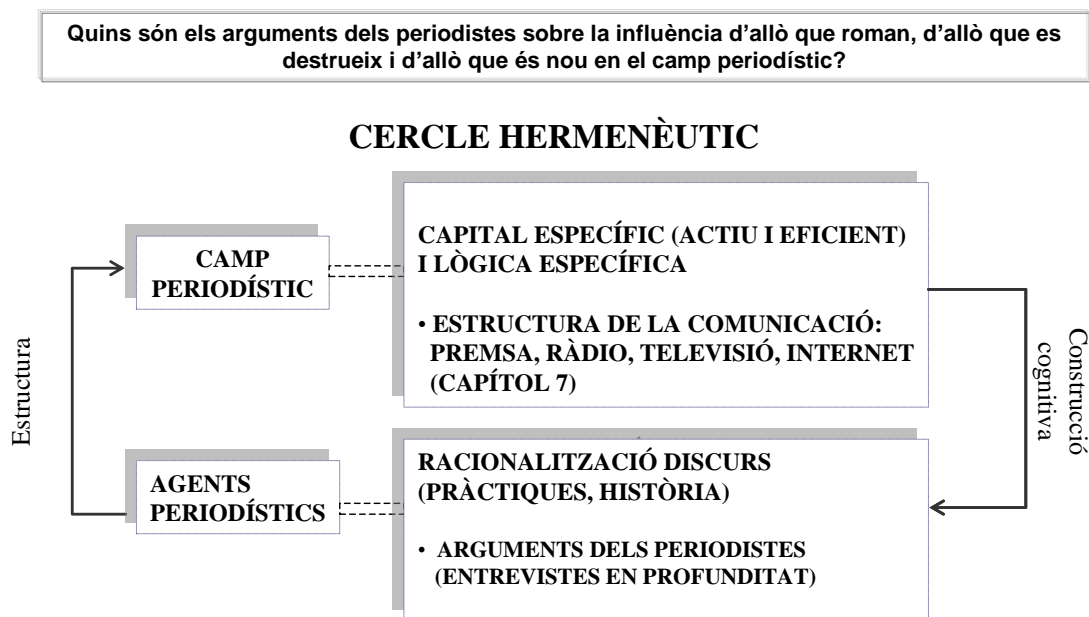 Quins són els arguments dels periodistes sobre la influència d’allò que roman, d’allò que es
destrueix i d’allò que és nou en el camp periodístic?
CERCLE HERMENÈUTIC
CAMP
PERIODÍSTIC
CAPITAL ESPECÍFIC (ACTIU I EFICIENT)
I LÒGICA ESPECÍFICA
• ESTRUCTURA DE LA COMUNICACIÓ:
PREMSA, RÀDIO, TELEVISIÓ, INTERNET
(CAPÍTOL 7)
Estructura
Construcció
cognitiva
AGENTS
PERIODÍSTICS
RACIONALITZACIÓ DISCURS
(PRÀCTIQUES, HISTÒRIA)
• ARGUMENTS DELS PERIODISTES
(ENTREVISTES EN PROFUNDITAT)